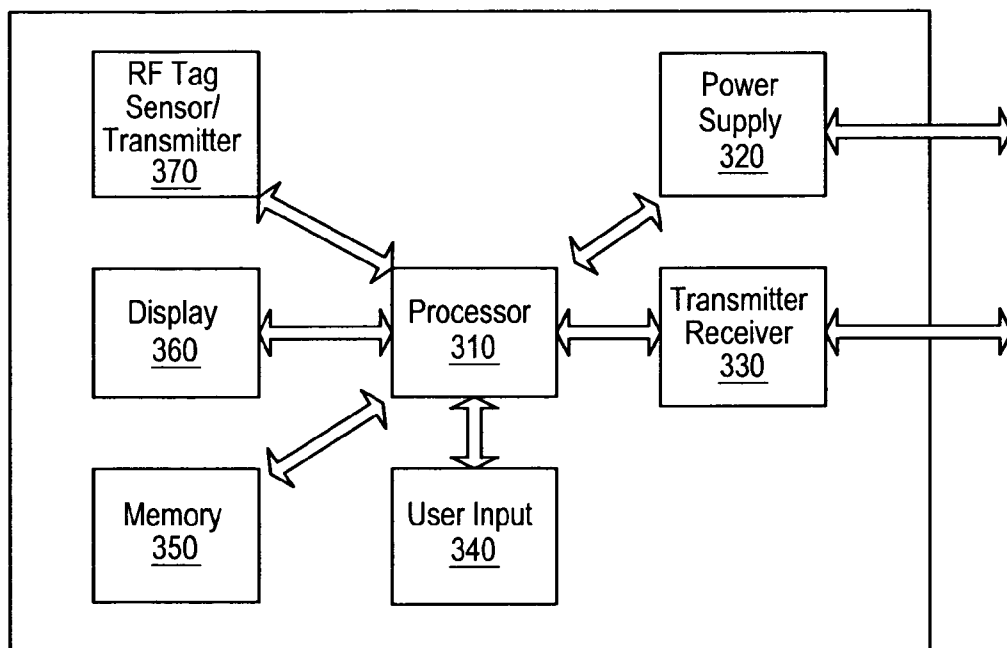 RF Tag
Sensor/
Transmitter
370
Power
Supply
320
Display
360
Processor
310
Transmitter
Receiver
330
Memory
350
User Input
340